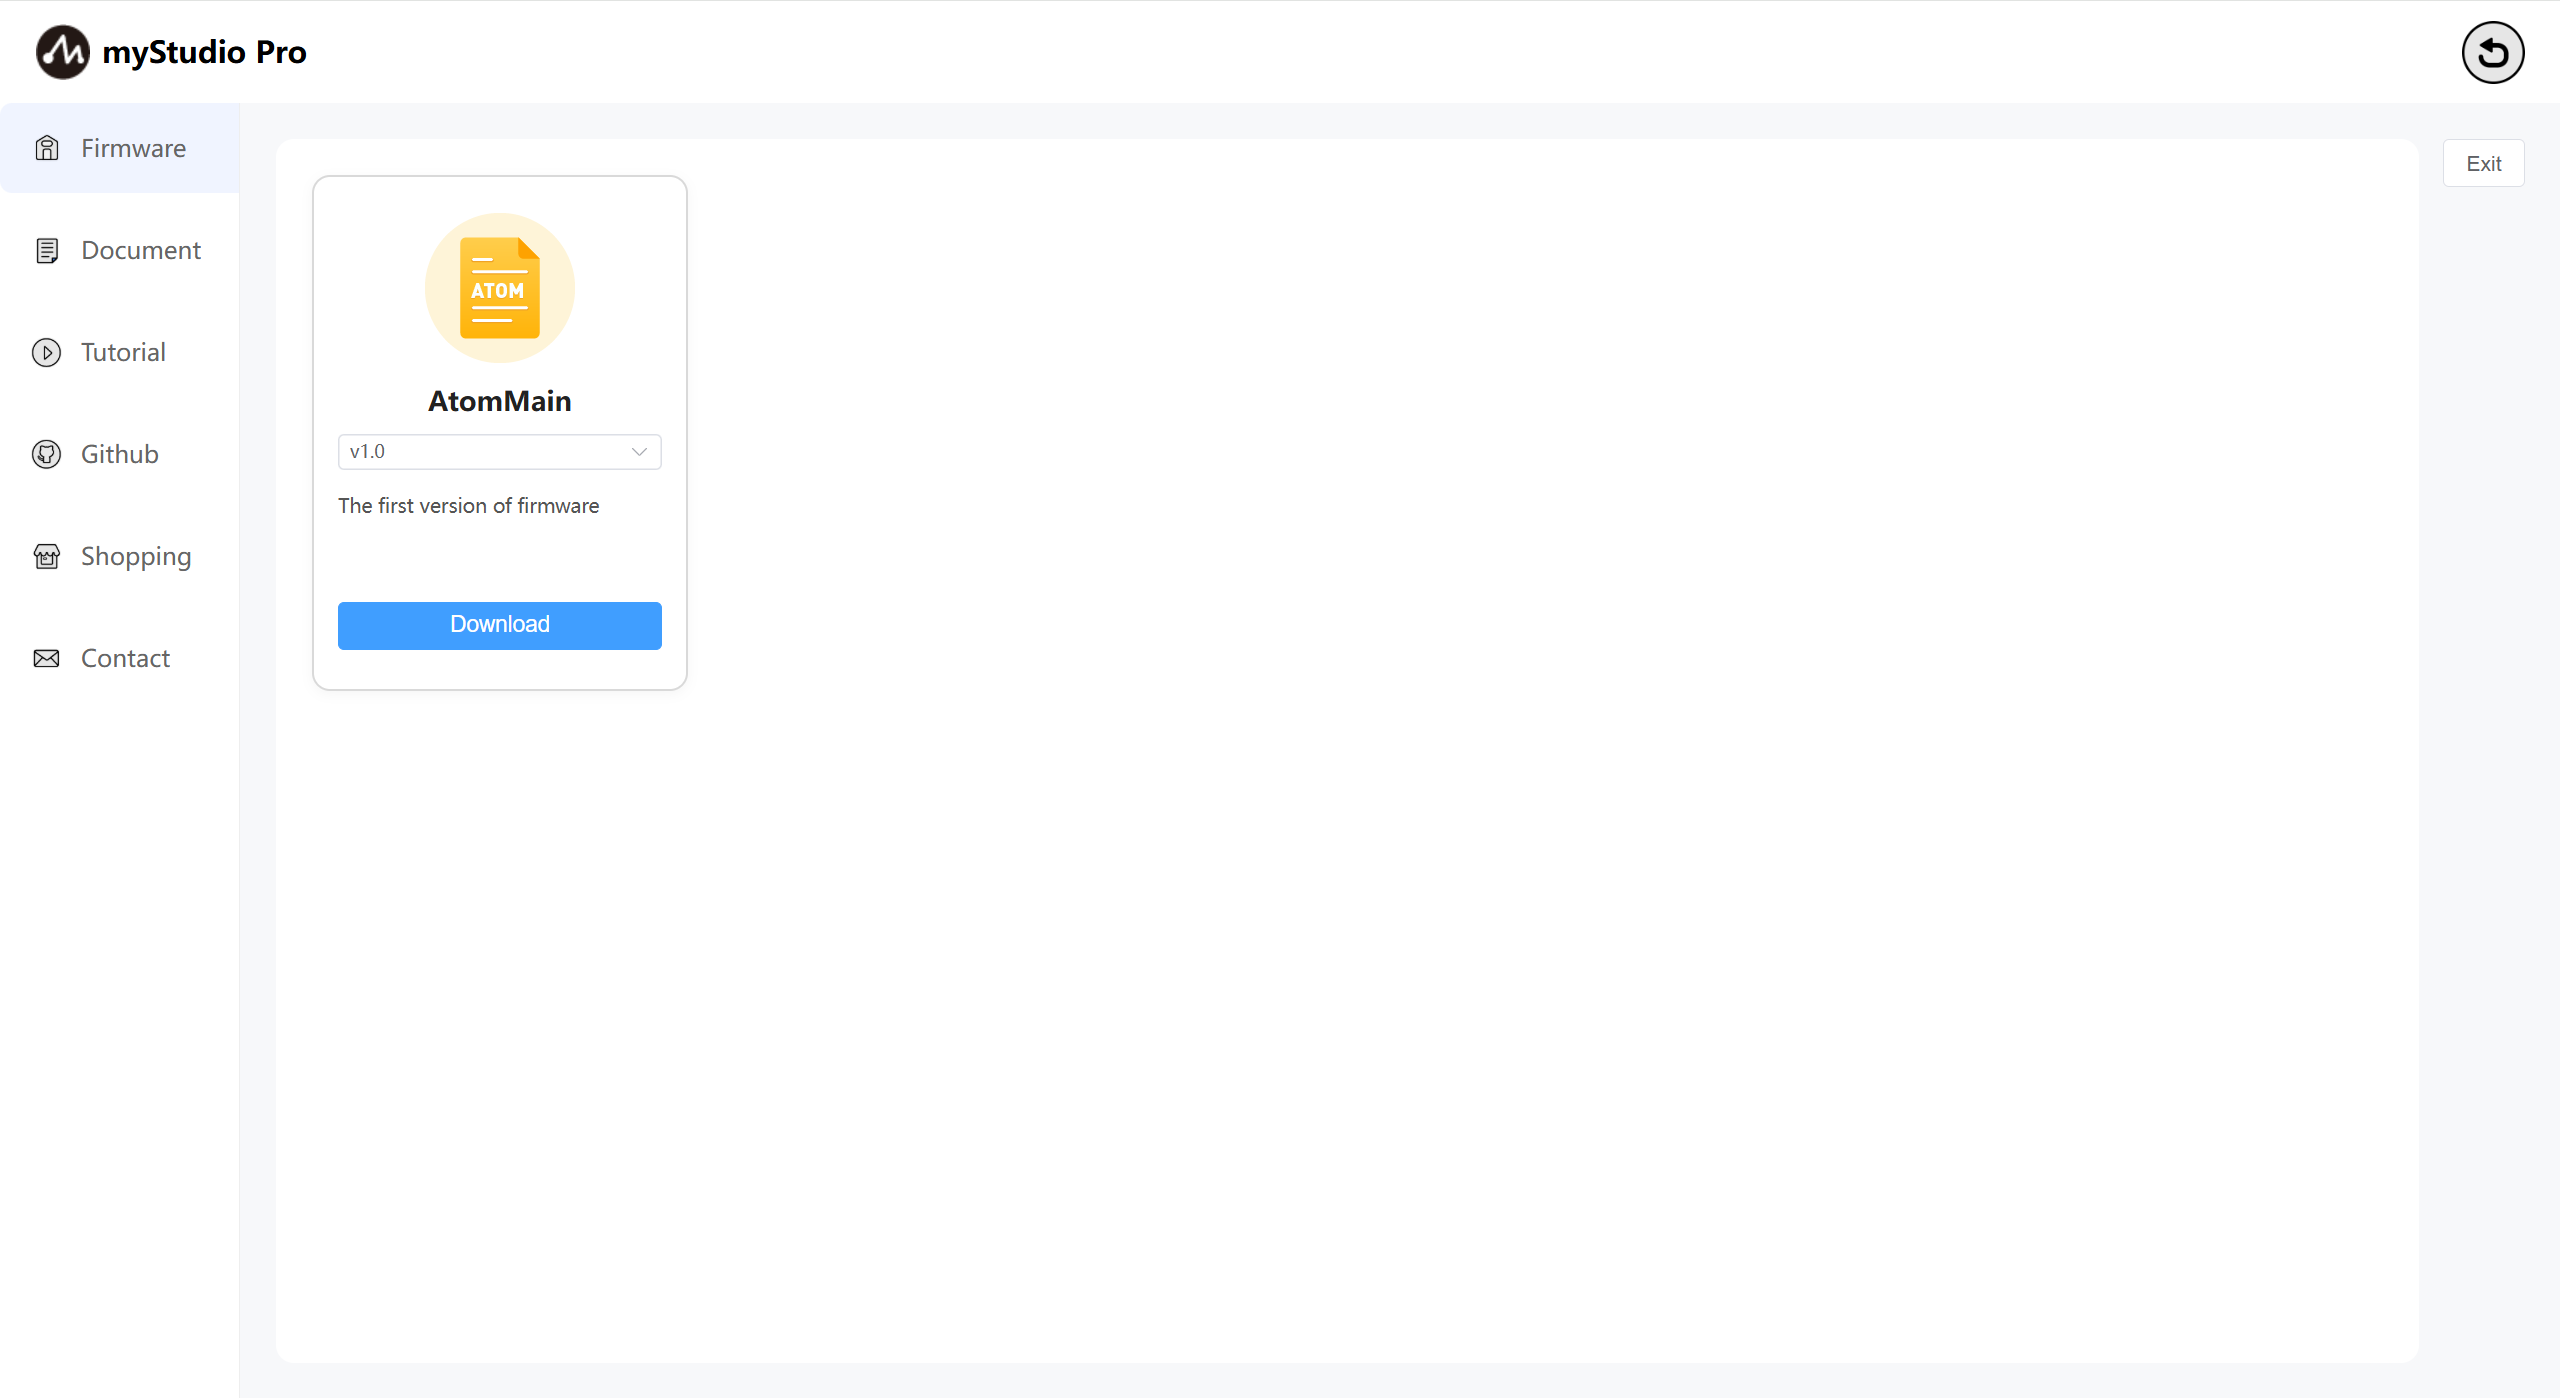 myStudio Pro
Firmware
Document
Tutorial
Github
Shopping
Contact
Exit
ATOM
AtomMain
v1.0
The first version of firmware
Download